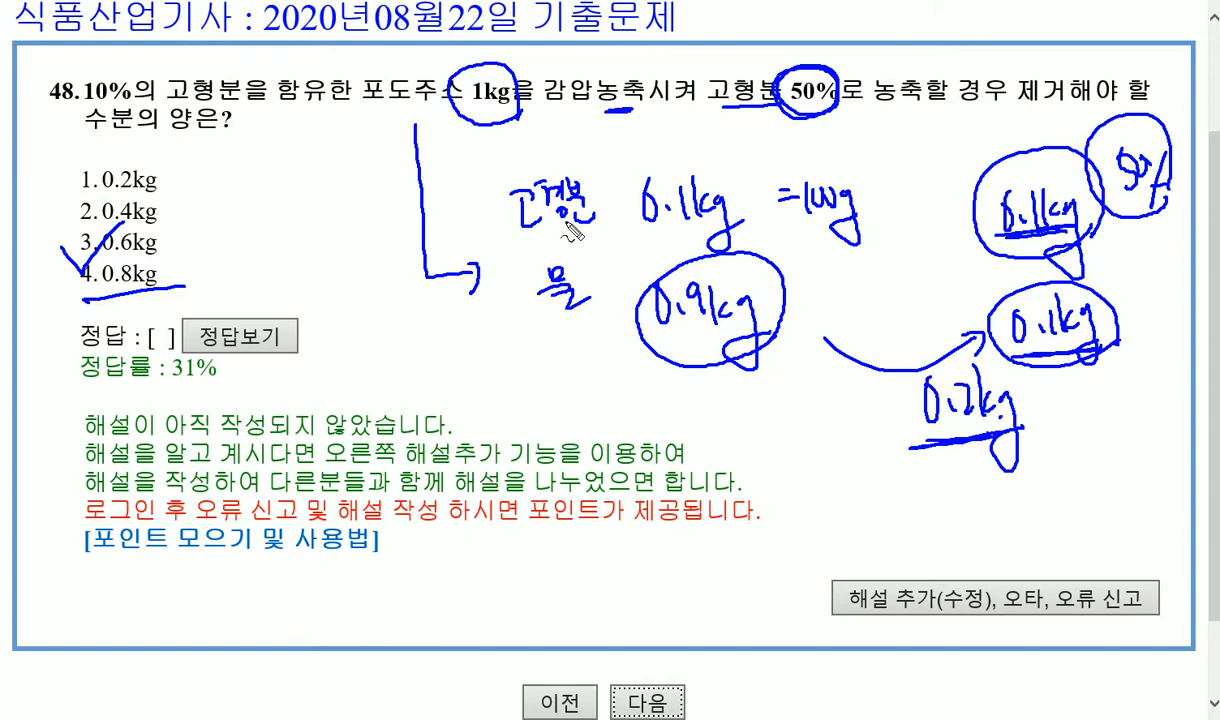 식품산업기사 : 2020년08월22일 기출문제
48. 10%의 고형분을 함유한 포도주스 1kg을 감압농축시켜 고형분 50%로 농축할 경우 제거해야 할
수분의 양은?
고형분 0.1kg =100g
0.1kg
50%
1. 0.2kg
2. 0.4kg
3. 0.6kg
4. 0.8kg
물 0.9kg
0.1kg
0.2kg
정답 : [ ] 정답보기
정답률 : 31%
해설이 아직 작성되지 않았습니다.
해설을 알고 계시다면 오른쪽 해설추가 기능을 이용하여
해설을 작성하여 다른분들과 함께 해설을 나누었으면 합니다.
로그인 후 오류 신고 및 해설 작성 하시면 포인트가 제공됩니다.
[포인트 모으기 및 사용법]
해설 추가(수정), 오타, 오류 신고
이전 다음